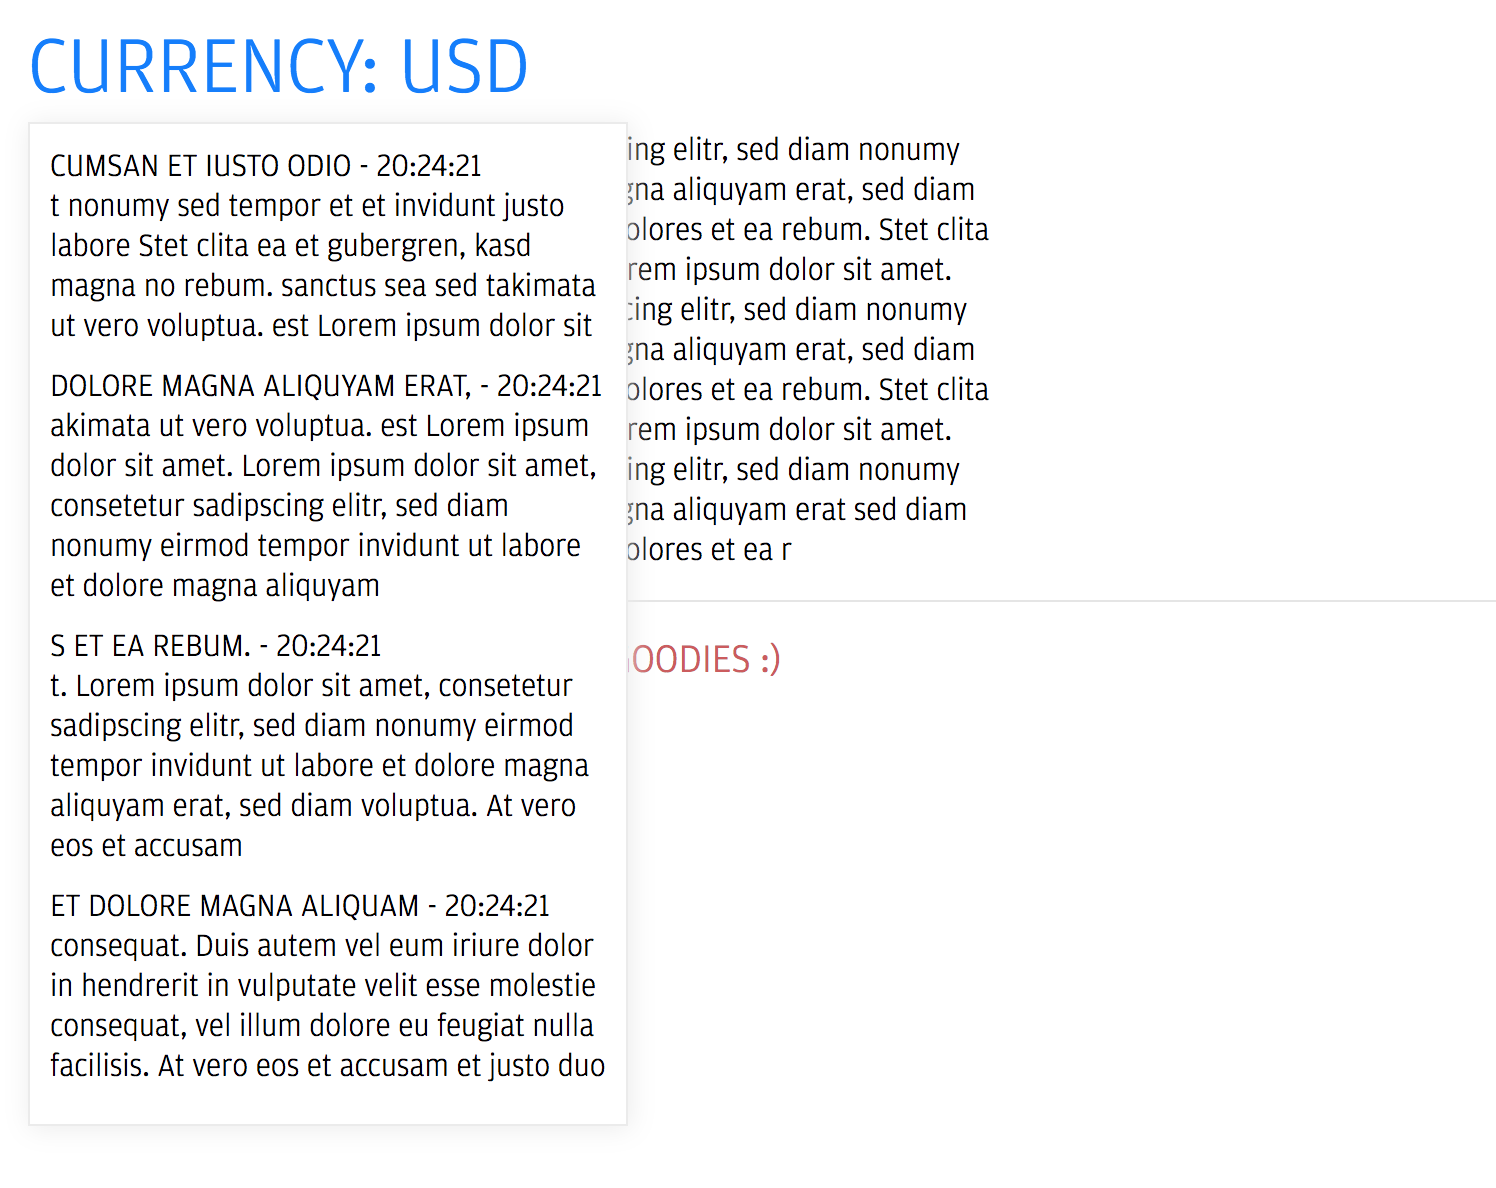 CURRENCY: USD
CUMSAN ET IUSTO ODIO - 20:24:21
t nonumy sed tempor et et invidunt justo
labore Stet clita ea et gubergren, kasd
magna no rebum. sanctus sea sed takimata
ut vero voluptua. est Lorem ipsum dolor sit
DOLORE MAGNA ALIQUYAM ERAT, - 20:24:21
akimata ut vero voluptua. est Lorem ipsum
dolor sit amet. Lorem ipsum dolor sit amet,
consetetur sadipscing elitr, sed diam
nonumy eirmod tempor invidunt ut labore
et dolore magna aliquyam
S ET EA REBUM. - 20:24:21
t. Lorem ipsum dolor sit amet, consetetur
sadipscing elitr, sed diam nonumy eirmod
tempor invidunt ut labore et dolore magna
aliquyam erat, sed diam voluptua. At vero
eos et accusam
ET DOLORE MAGNA ALIQUAM - 20:24:21
consequat. Duis autem vel eum iriure dolor
in hendrerit in vulputate velit esse molestie
consequat, vel illum dolore eu feugiat nulla
facilisis. At vero eos et accusam et justo duo
ing elitr, sed diam nonumy
gna aliquyam erat, sed diam
olores et ea rebum. Stet clita
rem ipsum dolor sit amet.
cing elitr, sed diam nonumy
gna aliquyam erat, sed diam
olores et ea rebum. Stet clita
rem ipsum dolor sit amet.
ing elitr, sed diam nonumy
gna aliquyam erat sed diam
olores et ea r
OODIES :)